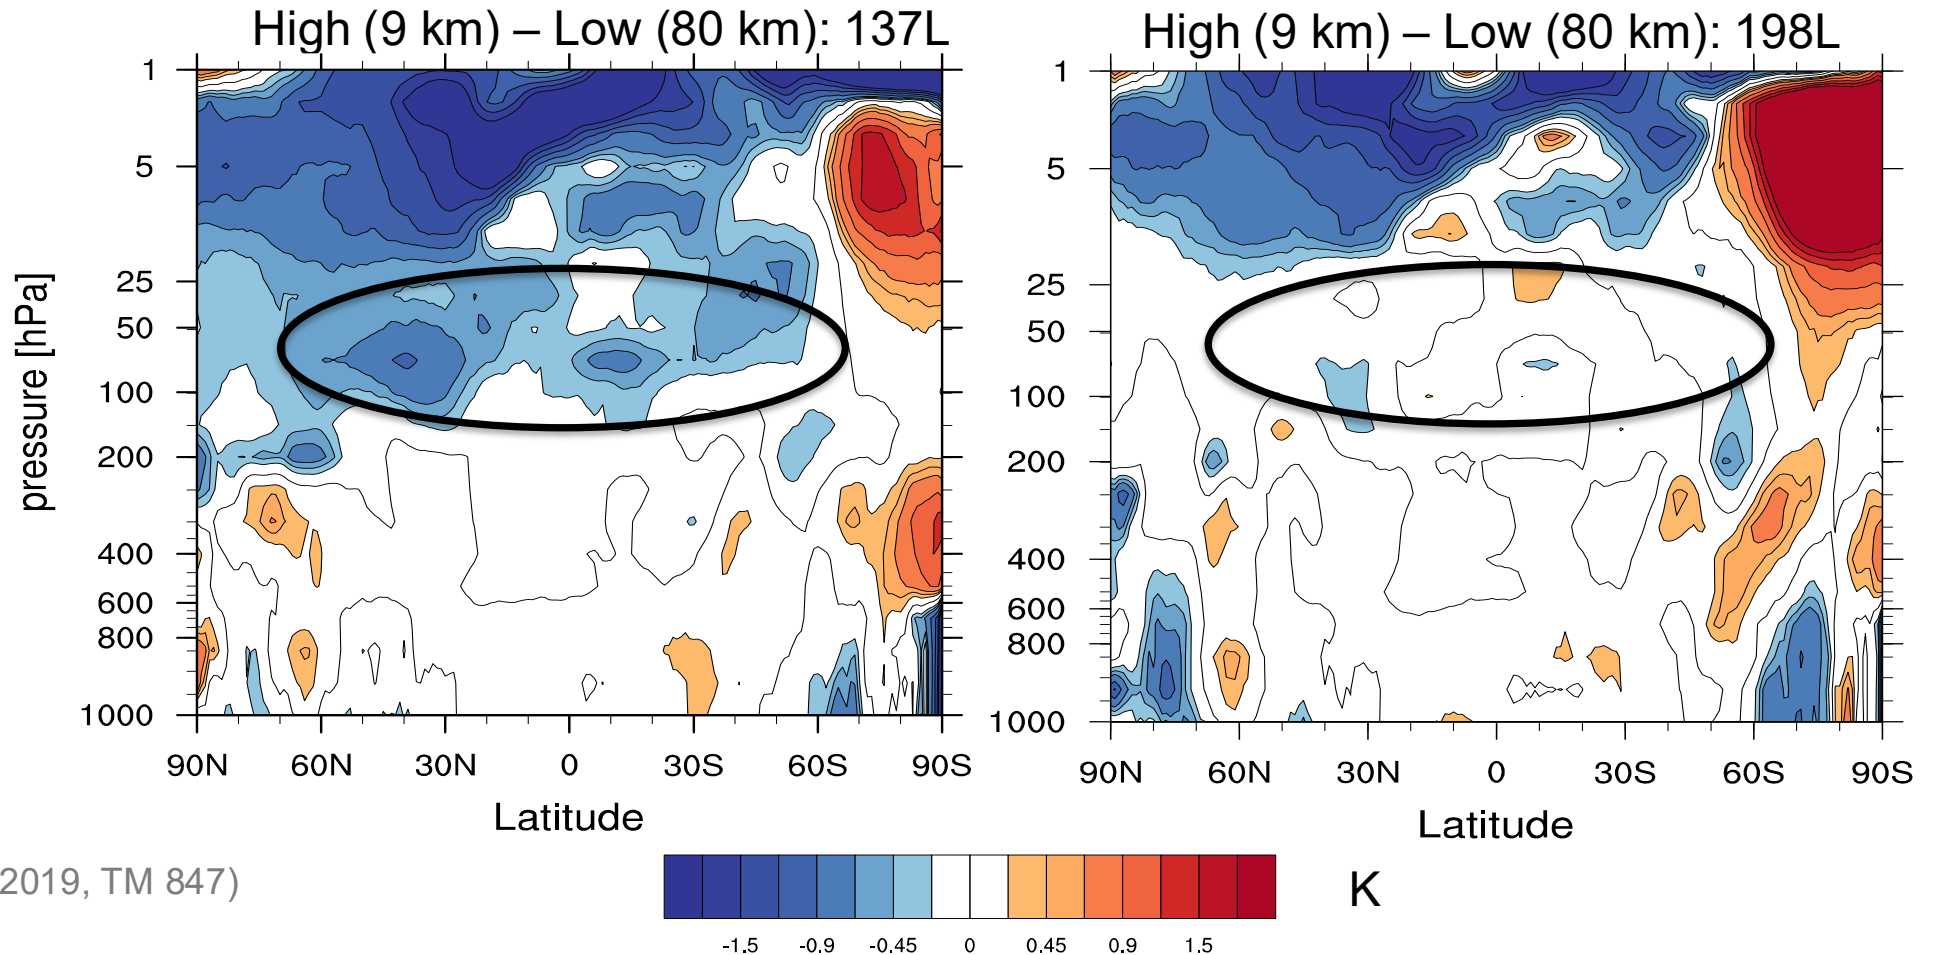 High (9 km) – Low (80 km): 137L
High (9 km) – Low (80 km): 198L
pressure [hPa]
1
5
25
50
100
200
400
600
800
1000
90N 60N 30N 0 30S 60S 90S
Latitude
1
5
25
50
100
200
400
600
800
1000
90N 60N 30N 0 30S 60S 90S
Latitude
2019, TM 847)
K
-1.5 -0.9 -0.45 0 0.45 0.9 1.5